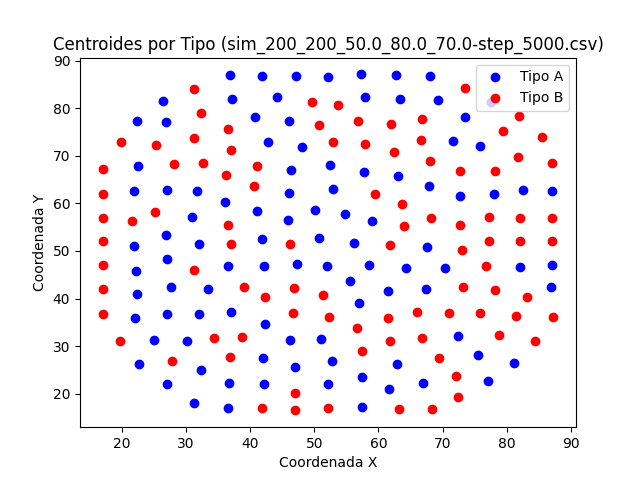 Centroides por Tipo (sim_200_200_50.0_80.0_70.0-step_5000.csv)
Tipo A
Tipo B
Coordenada Y
90
80
70
60
50
40
30
20
20 30 40 50 60 70 80 90
Coordenada X